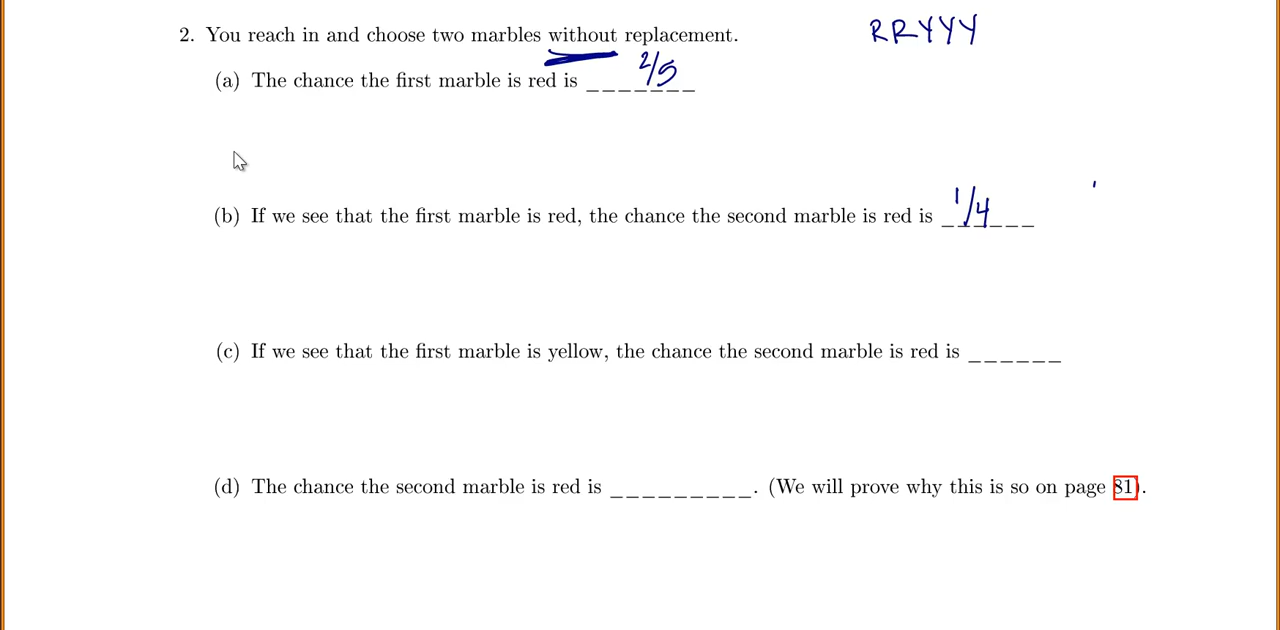 2. You reach in and choose two marbles without replacement. RRYYY
(a) The chance the first marble is red is 2/5
(b) If we see that the first marble is red, the chance the second marble is red is 1/4
(c) If we see that the first marble is yellow, the chance the second marble is red is ______
(d) The chance the second marble is red is _________. (We will prove why this is so on page 81).